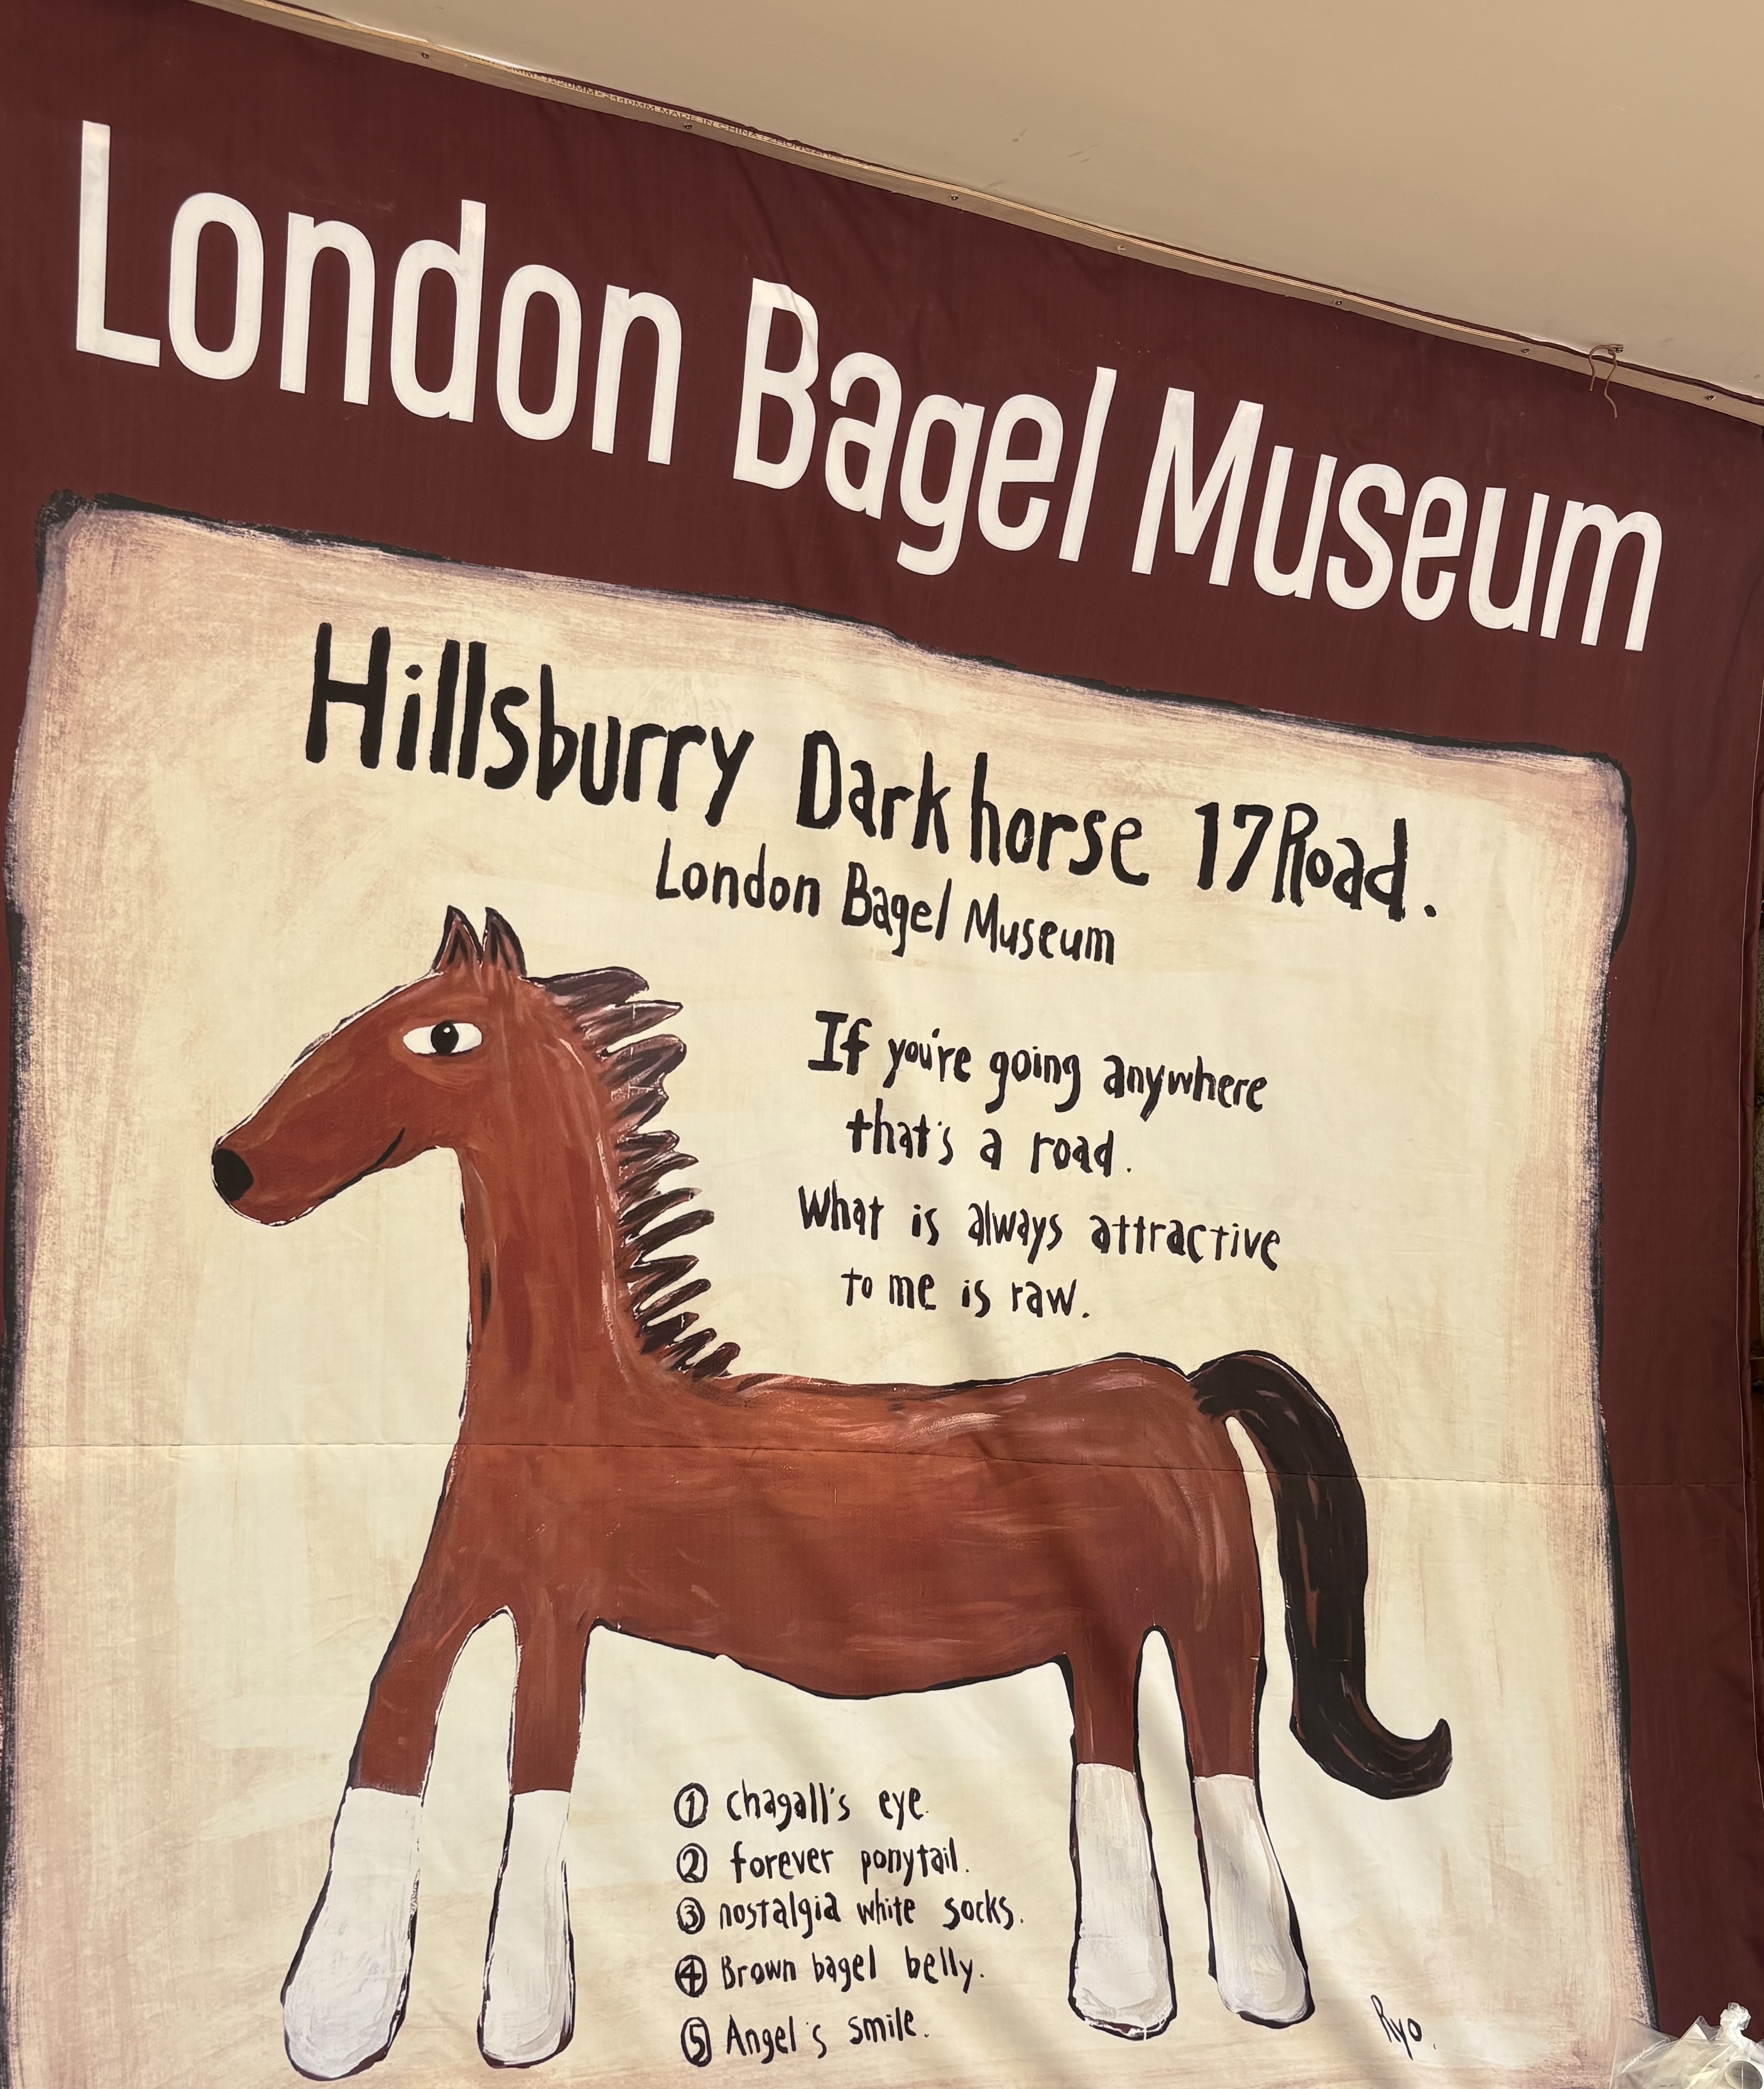 London Bagel Museum
Hillsburry Darkhorse 17Road.
London Bagel Museum
If you're going anywhere
that's a road.
What is always attractive
to me is raw.
① chagall's eye.
② forever ponytail.
③ nostalgia white socks.
④ Brown bagel belly.
⑤ Angel's smile.
Ryo.